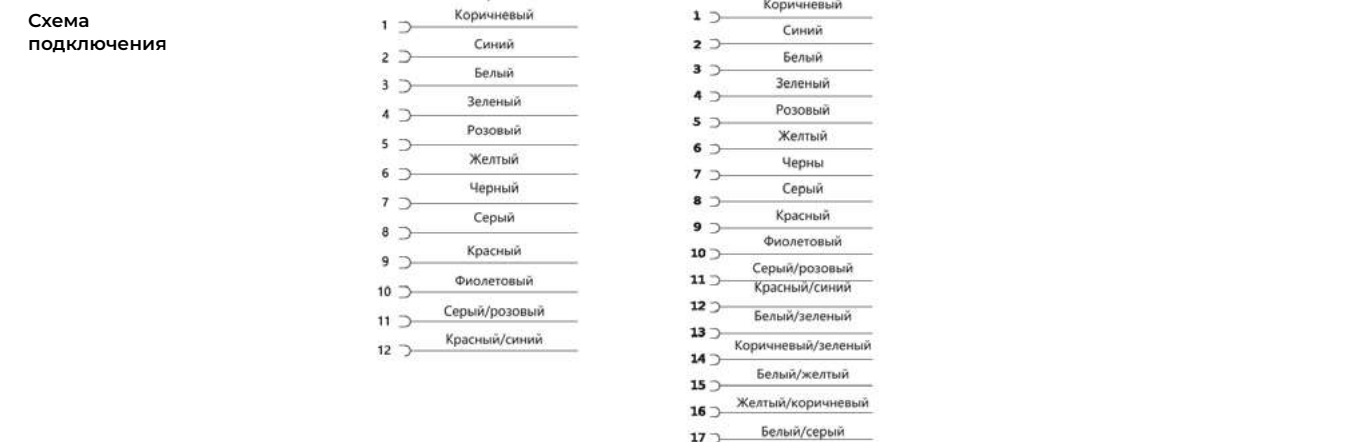 Схема
подключения
Коричневый
1
Синий
2
Белый
3
Зеленый
4
Розовый
5
Желтый
6
Черный
7
Серый
8
Красный
9
Фиолетовый
10
Серый/розовый
11
Красный/синий
12
Коричневый
1
Синий
2
Белый
3
Зеленый
4
Розовый
5
Желтый
6
Черны
7
Серый
8
Красный
9
Фиолетовый
10
Серый/розовый
11
Красный/синий
12
Белый/зеленый
13
Коричневый/зеленый
14
Белый/желтый
15
Желтый/коричневый
16
Белый/серый
17